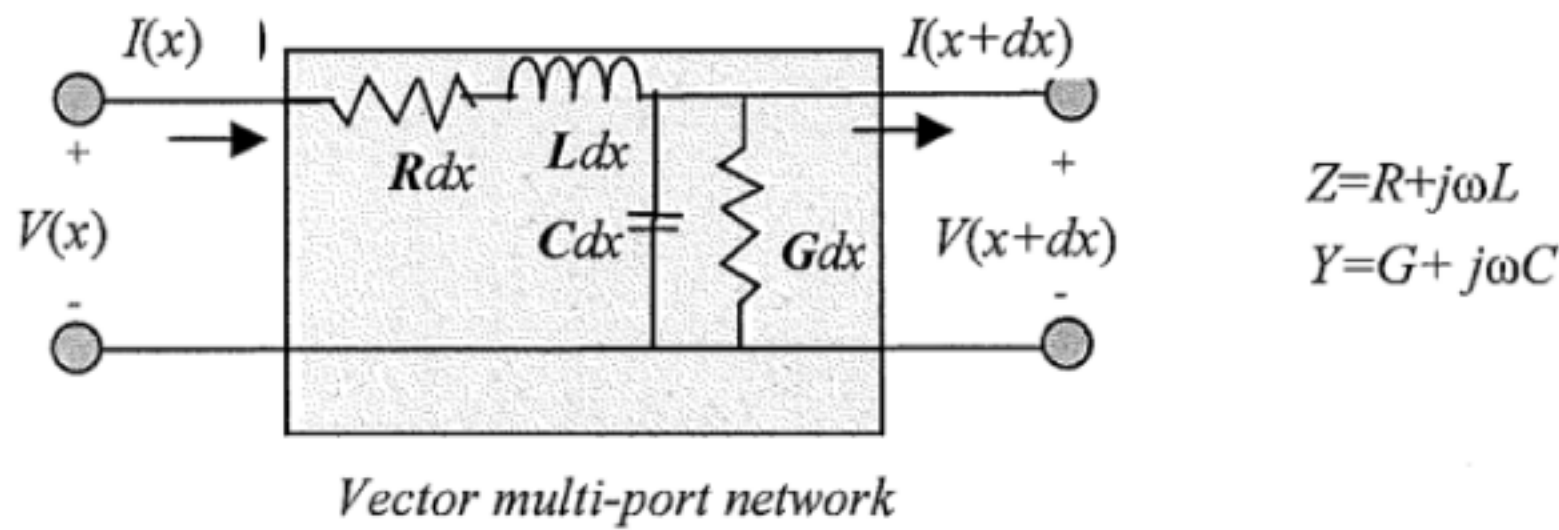 I(x)
I(x+dx)
+
Rdx
Ldx
+
Z=R+jωL
V(x)
Cdx
Gdx
V(x+dx)
Y=G+ jωC
-
-
Vector multi-port network